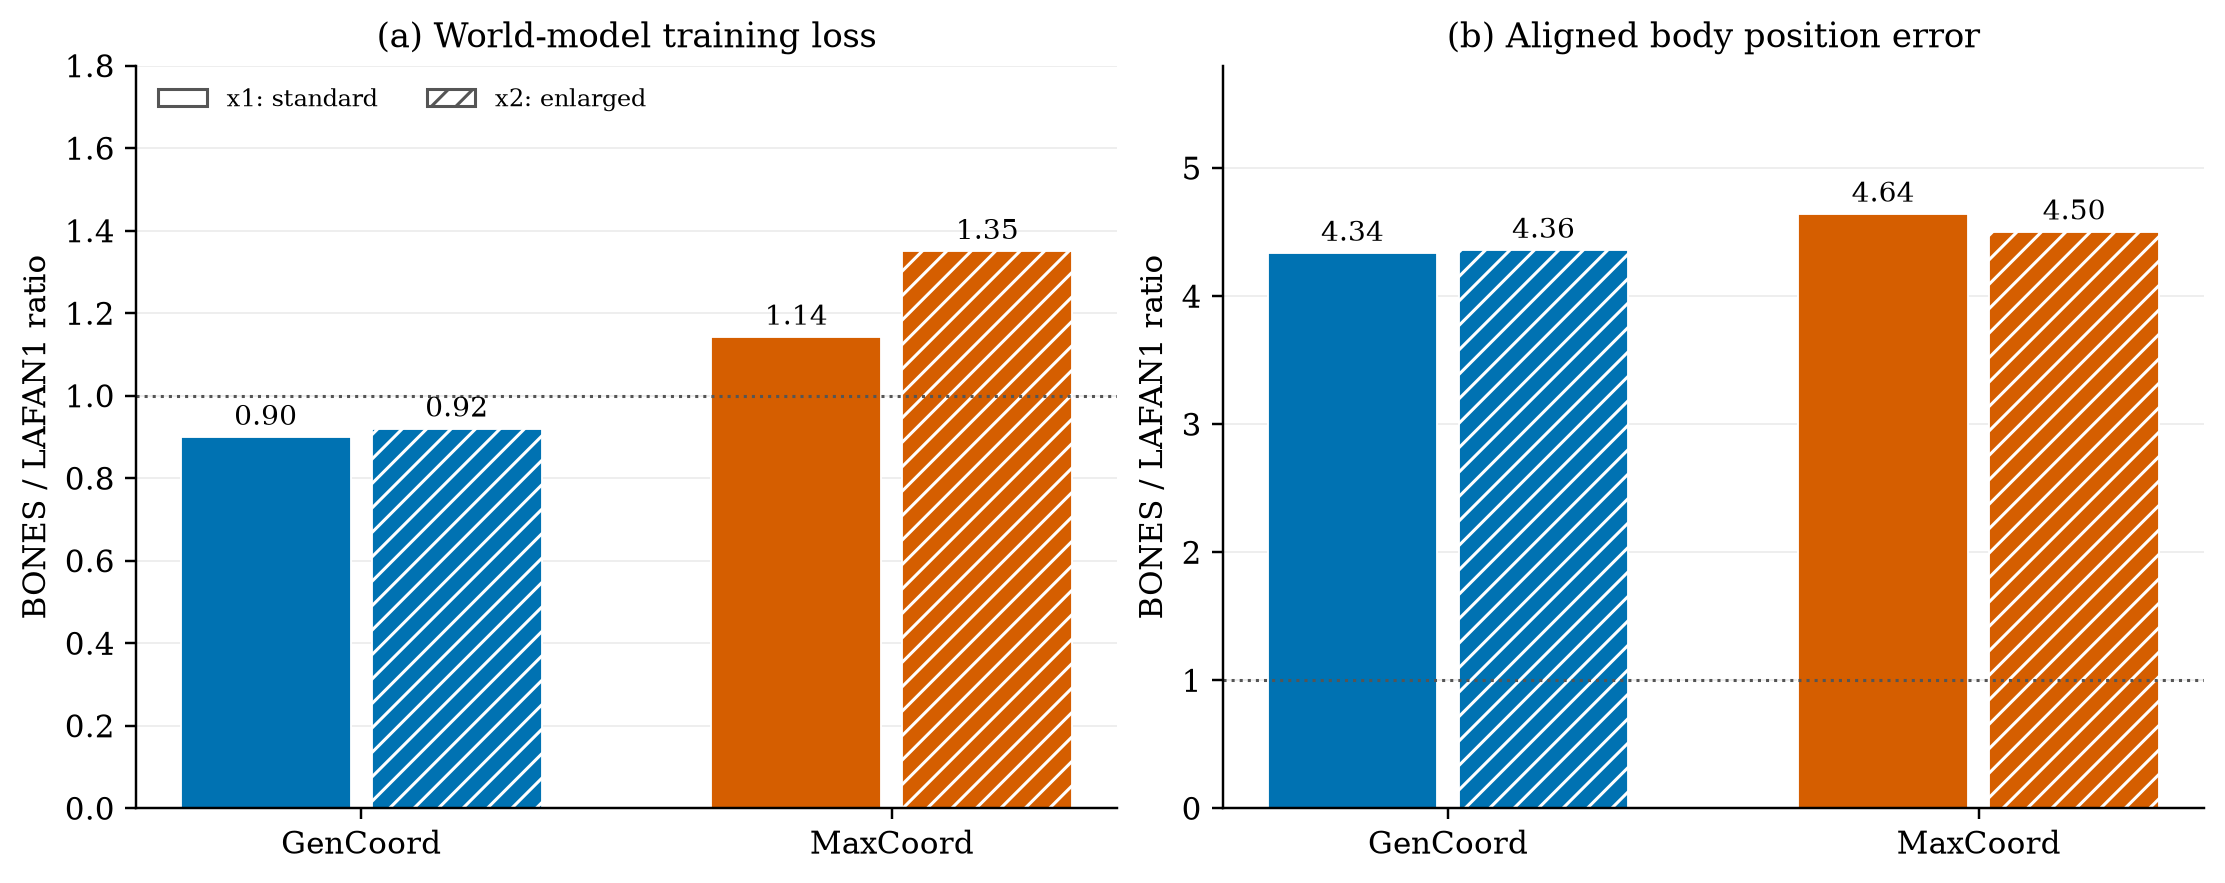 (a) World-model training loss
BONES / LAFAN1 ratio
1.8
1.6
1.4
1.2
1.0
0.8
0.6
0.4
0.2
0.0
x1: standard
x2: enlarged
0.90
0.92
1.14
1.35
GenCoord
MaxCoord
(b) Aligned body position error
BONES / LAFAN1 ratio
5
4
3
2
1
0
4.34
4.36
4.64
4.50
GenCoord
MaxCoord